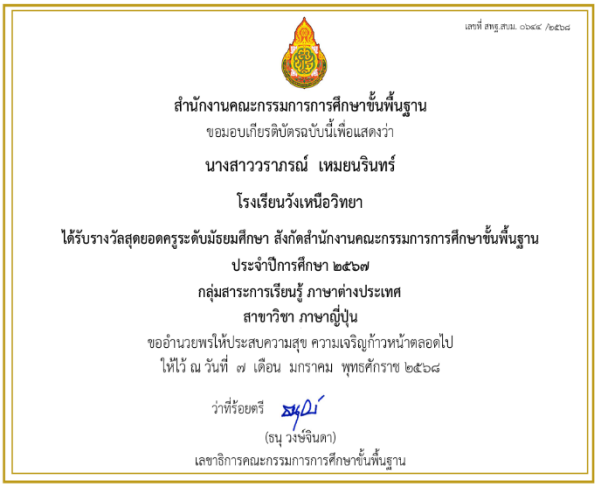 เลขที่ สพฐ.สบม. ๐๖๔๔ /๒๕๖๘
สำนักงานคณะกรรมการการศึกษาขั้นพื้นฐาน
ขอมอบเกียรติบัตรฉบับนี้เพื่อแสดงว่า
นางสาววราภรณ์ เหมยนรินทร์
โรงเรียนวังเหนือวิทยา
ได้รับรางวัลสุดยอดครูระดับมัธยมศึกษา สังกัดสำนักงานคณะกรรมการการศึกษาขั้นพื้นฐาน
ประจำปีการศึกษา ๒๕๖๗
กลุ่มสาระการเรียนรู้ ภาษาต่างประเทศ
สาขาวิชา ภาษาญี่ปุ่น
ขออำนวยพรให้ประสบความสุข ความเจริญก้าวหน้าตลอดไป
ให้ไว้ ณ วันที่ ๗ เดือน มกราคม พุทธศักราช ๒๕๖๘
ว่าที่ร้อยตรี
(ธนุ วงษ์จินดา)
เลขาธิการคณะกรรมการการศึกษาขั้นพื้นฐาน